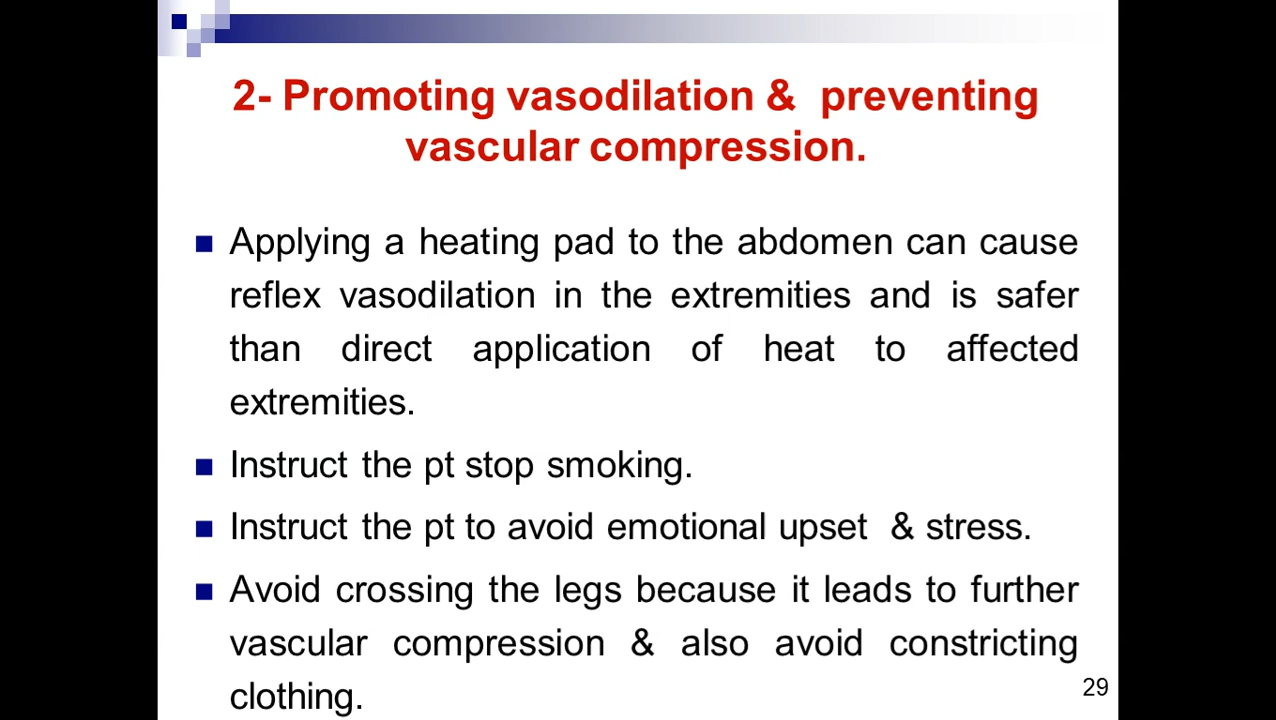 2- Promoting vasodilation & preventing
vascular compression.
Applying a heating pad to the abdomen can cause
reflex vasodilation in the extremities and is safer
than direct application of heat to affected
extremities.
Instruct the pt stop smoking.
Instruct the pt to avoid emotional upset & stress.
Avoid crossing the legs because it leads to further
vascular compression & also avoid constricting
clothing.
29